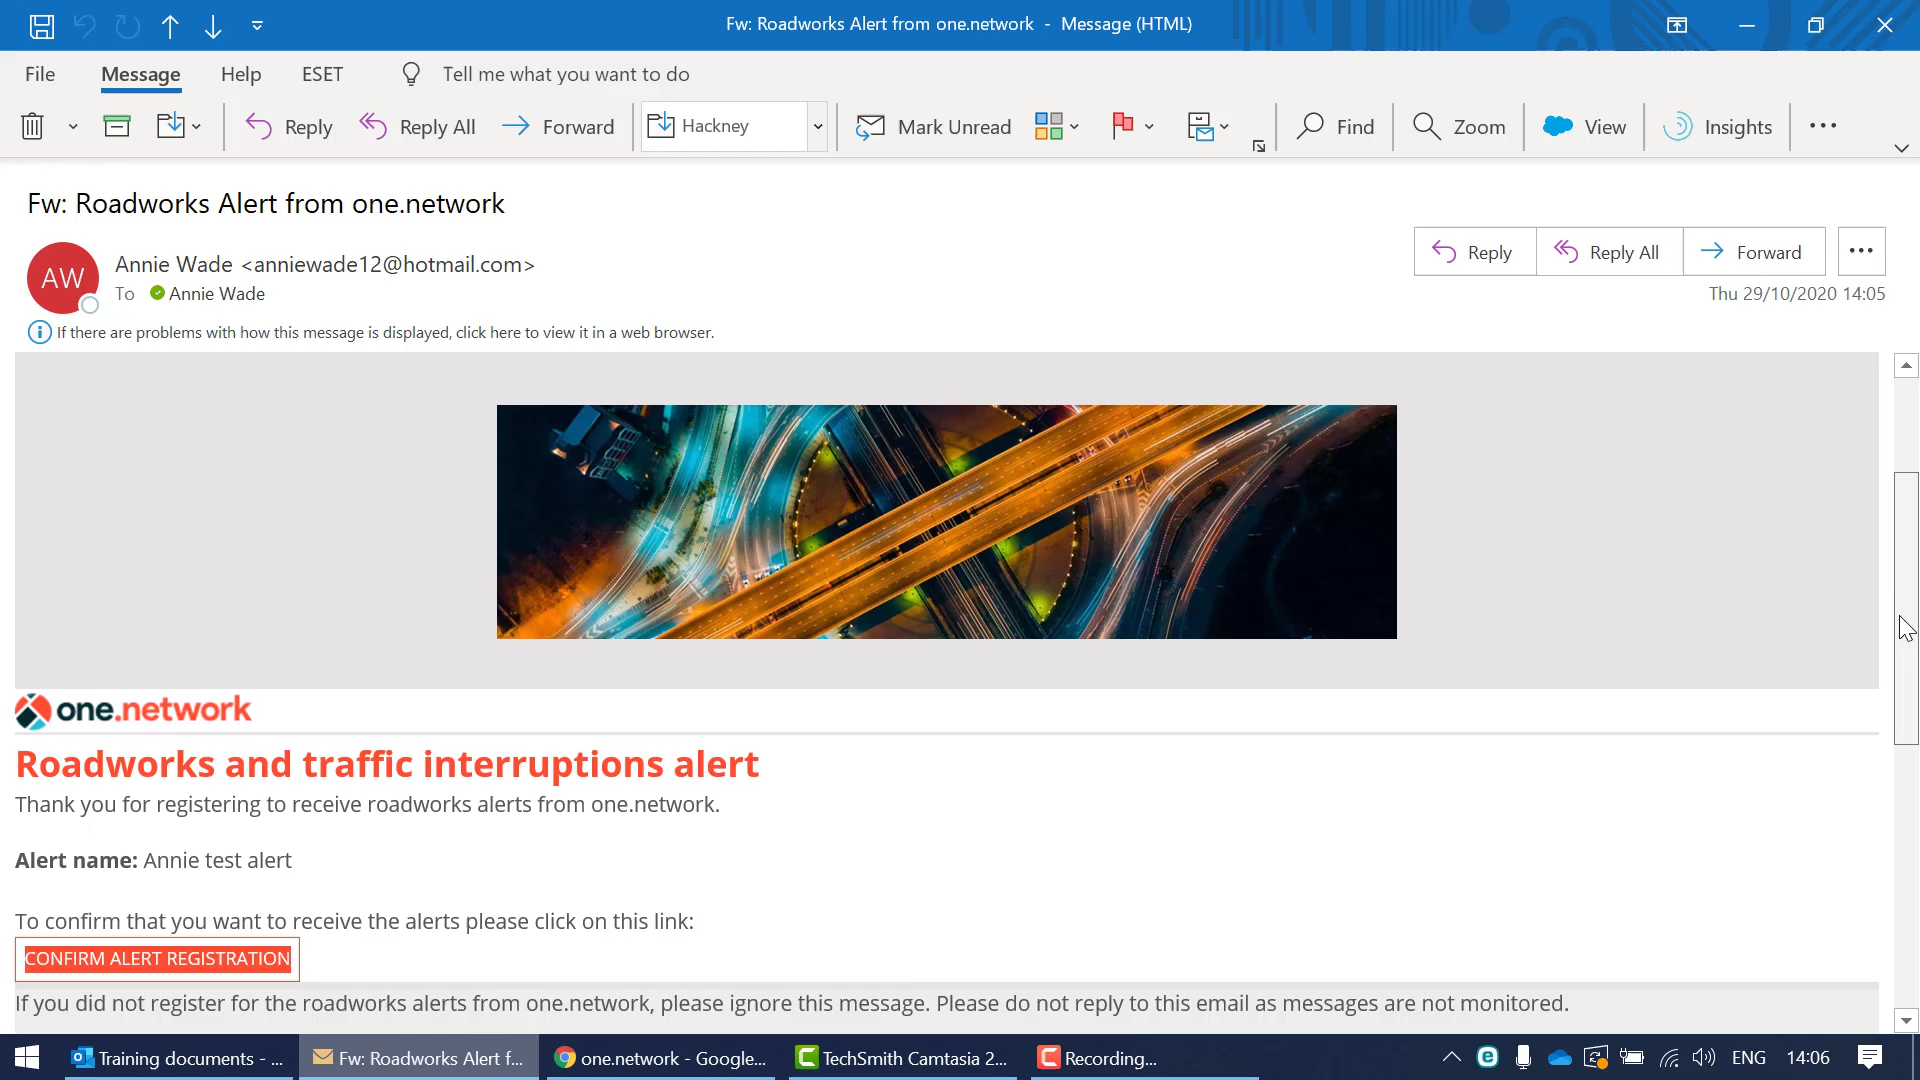 Fw: Roadworks Alert from one.network - Message (HTML)
File Message Help ESET Tell me what you want to do
Reply Reply All Forward Hackney Mark Unread Find Zoom View Insights
Fw: Roadworks Alert from one.network
AW
Annie Wade <anniewade12@hotmail.com>
To Annie Wade
Reply Reply All Forward
Thu 29/10/2020 14:05
If there are problems with how this message is displayed, click here to view it in a web browser.
one.network
Roadworks and traffic interruptions alert
Thank you for registering to receive roadworks alerts from one.network.
Alert name: Annie test alert
To confirm that you want to receive the alerts please click on this link:
CONFIRM ALERT REGISTRATION
If you did not register for the roadworks alerts from one.network, please ignore this message. Please do not reply to this email as messages are not monitored.
Training documents - ... Fw: Roadworks Alert f... one.network - Google... TechSmith Camtasia 2... Recording... ENG 14:06